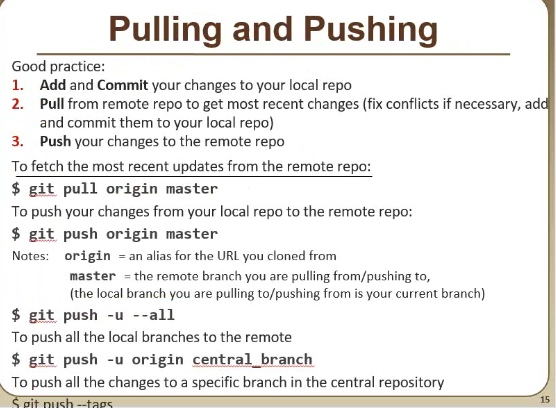 Pulling and Pushing
Good practice:
1. Add and Commit your changes to your local repo
2. Pull from remote repo to get most recent changes (fix conflicts if necessary, add
and commit them to your local repo)
3. Push your changes to the remote repo
To fetch the most recent updates from the remote repo:
$ git pull origin master
To push your changes from your local repo to the remote repo:
$ git push origin master
Notes: origin = an alias for the URL you cloned from
master = the remote branch you are pulling from/pushing to,
(the local branch you are pulling to/pushing from is your current branch)
$ git push -u --all
To push all the local branches to the remote
$ git push -u origin central_branch
To push all the changes to a specific branch in the central repository
15
$ git push --tags